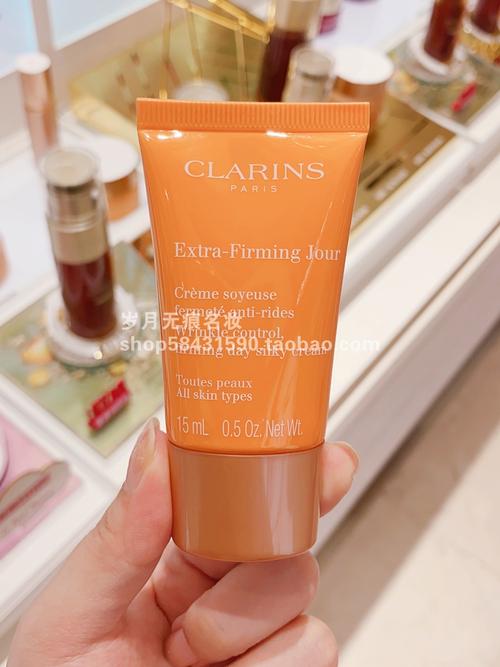 CLARINS
PARIS
Extra-Firming Jour
Crème soyeuse
fermeté anti-rides
岁月无痕名妆
Wrinkle control,
shop58431590.taobao.com
firming day silky cream
Toutes peaux
All skin types
15 mL 0.5 Oz. Net Wt.